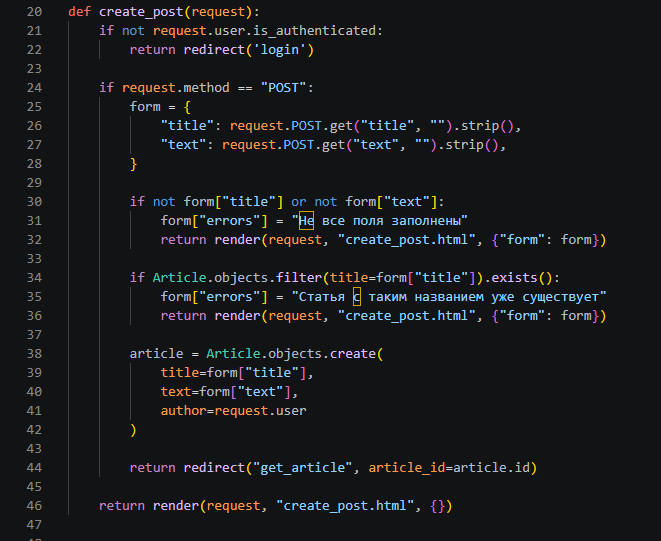 20 def create_post(request):
21     if not request.user.is_authenticated:
22         return redirect('login')
23
24     if request.method == "POST":
25         form = {
26             "title": request.POST.get("title", "").strip(),
27             "text": request.POST.get("text", "").strip(),
28         }
29
30         if not form["title"] or not form["text"]:
31             form["errors"] = "Не все поля заполнены"
32             return render(request, "create_post.html", {"form": form})
33
34         if Article.objects.filter(title=form["title"]).exists():
35             form["errors"] = "Статья с таким названием уже существует"
36             return render(request, "create_post.html", {"form": form})
37
38         article = Article.objects.create(
39             title=form["title"],
40             text=form["text"],
41             author=request.user
42         )
43
44         return redirect("get_article", article_id=article.id)
45
46     return render(request, "create_post.html", {})
47